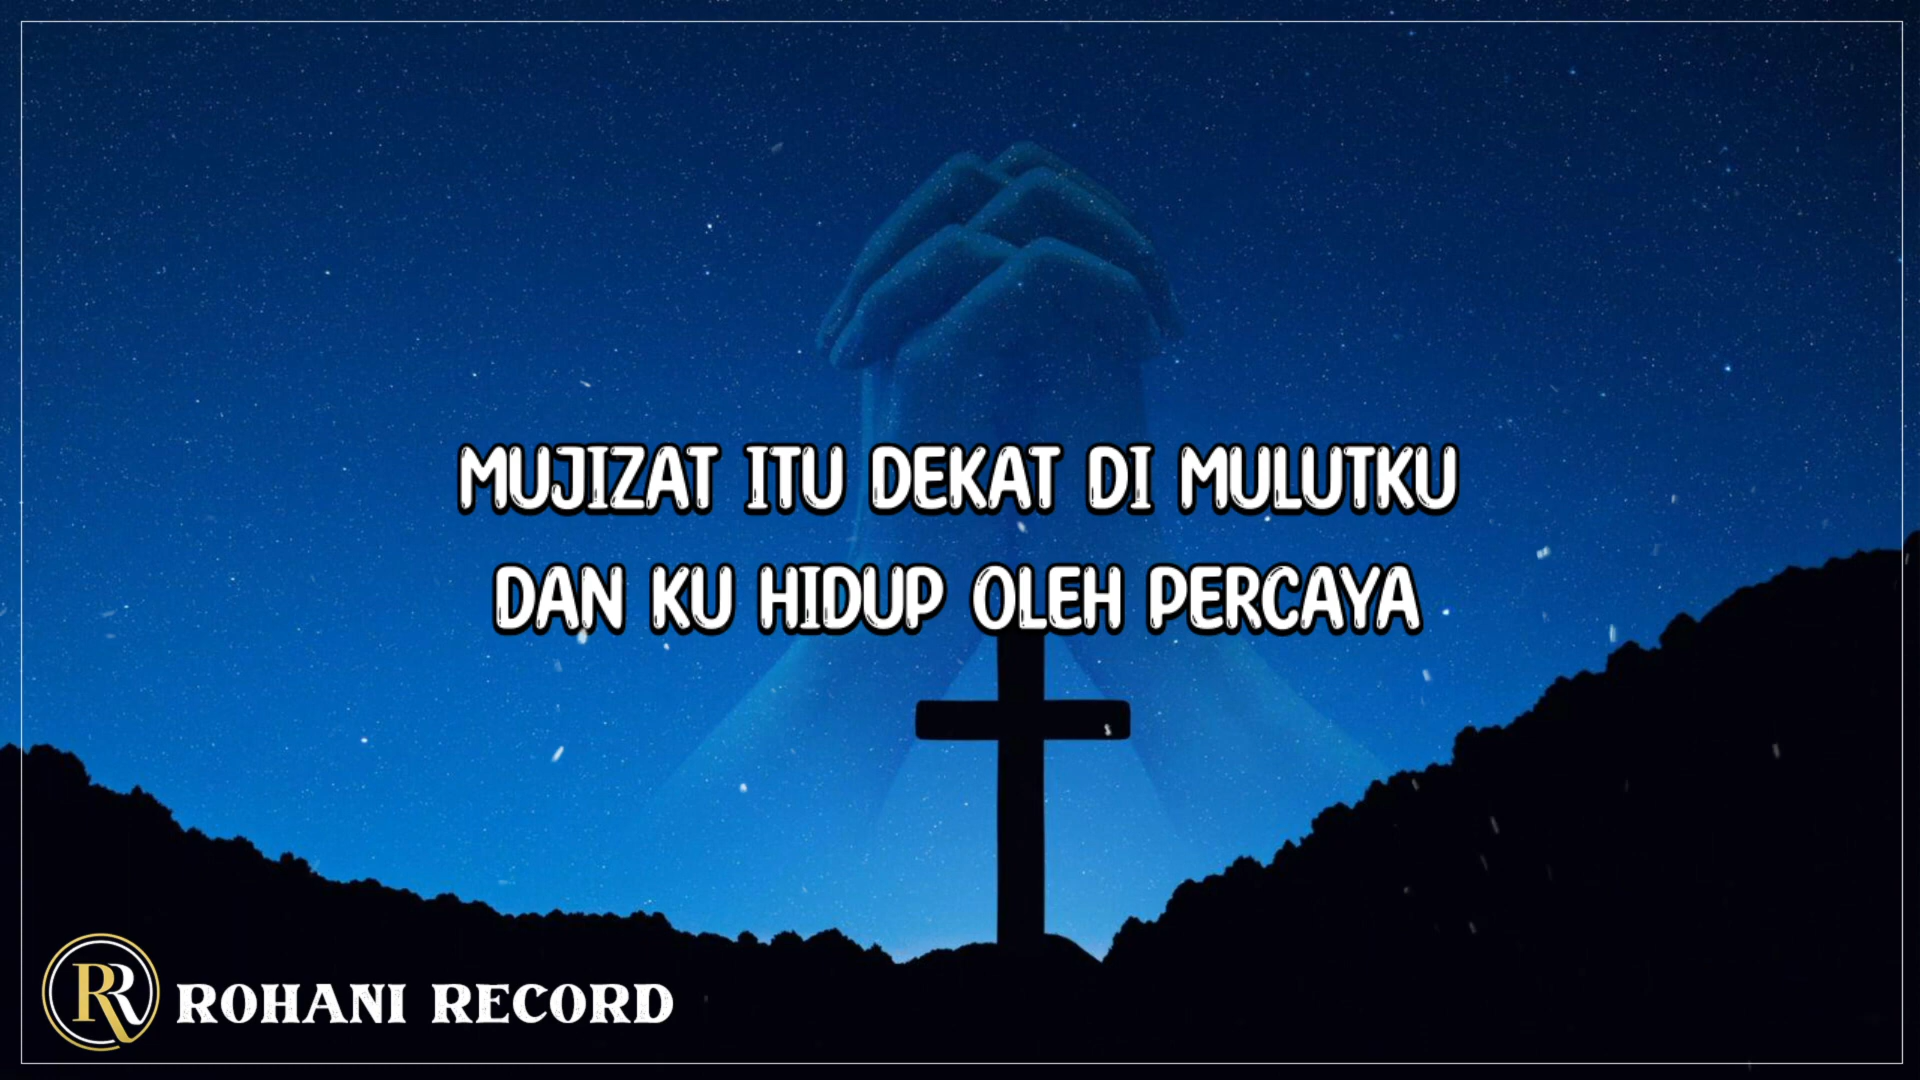 MUJIZAT ITU DEKAT DI MULUTKU
DAN KU HIDUP OLEH PERCAYA
RR ROHANI RECORD